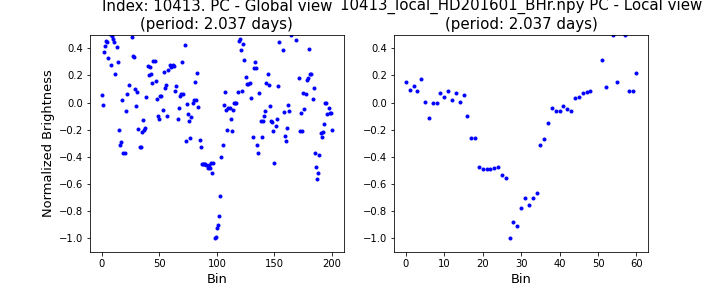 Index: 10413. PC - Global view
(period: 2.037 days)
10413_local_HD201601_BHr.npy PC - Local view
(period: 2.037 days)
Normalized Brightness
0.4
0.2
0.0
−0.2
−0.4
−0.6
−0.8
−1.0
0 50 100 150 200
Bin
0.4
0.2
0.0
−0.2
−0.4
−0.6
−0.8
−1.0
0 10 20 30 40 50 60
Bin